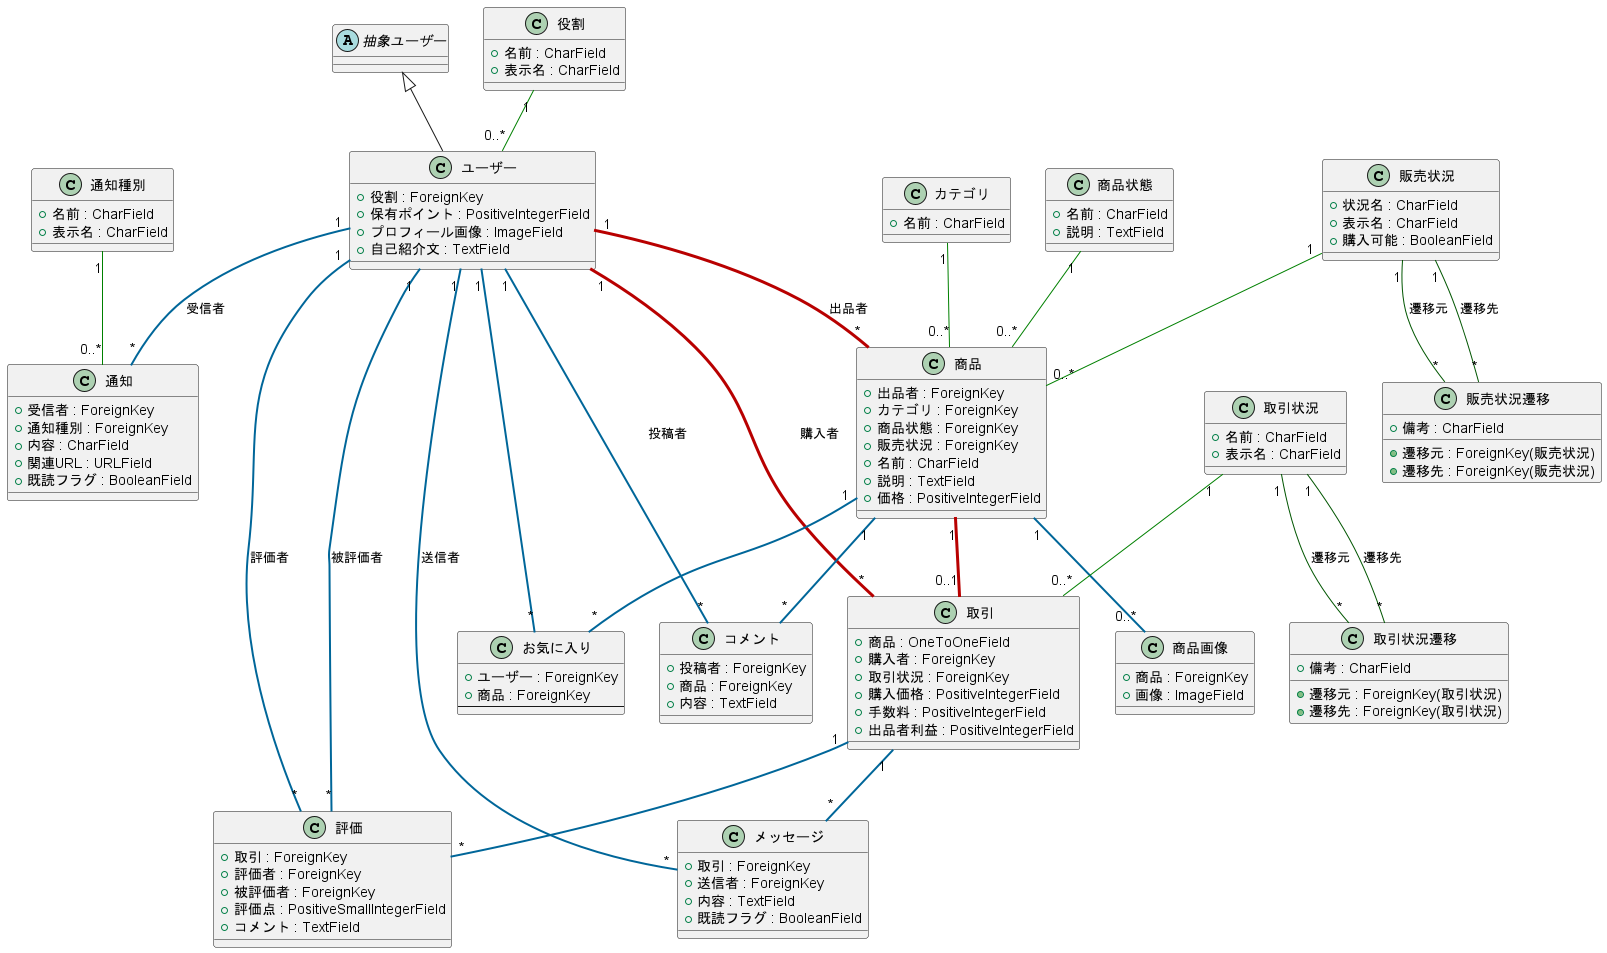 A 抽象ユーザー
C 役割
名前 : CharField
表示名 : CharField
1
0..*
C 通知種別
名前 : CharField
表示名 : CharField
1
0..*
C ユーザー
役割 : ForeignKey
保有ポイント : PositiveIntegerField
プロフィール画像 : ImageField
自己紹介文 : TextField
1
1
1
1
1
1
1
1
C カテゴリ
名前 : CharField
1
0..*
C 商品状態
名前 : CharField
説明 : TextField
1
0..*
C 販売状況
状況名 : CharField
表示名 : CharField
購入可能 : BooleanField
1
1
1
0..*
受信者
*
出品者
*
遷移元
遷移先
*
*
C 通知
受信者 : ForeignKey
通知種別 : ForeignKey
内容 : CharField
関連URL : URLField
既読フラグ : BooleanField
C 商品
出品者 : ForeignKey
カテゴリ : ForeignKey
商品状態 : ForeignKey
販売状況 : ForeignKey
名前 : CharField
説明 : TextField
価格 : PositiveIntegerField
1
1
1
1
C 取引状況
名前 : CharField
表示名 : CharField
1
1
1
C 販売状況遷移
備考 : CharField
遷移元 : ForeignKey(販売状況)
遷移先 : ForeignKey(販売状況)
投稿者
購入者
評価者
被評価者
送信者
遷移元
遷移先
*
*
*
*
*
0..1
0..*
0..*
*
*
C お気に入り
ユーザー : ForeignKey
商品 : ForeignKey
C コメント
投稿者 : ForeignKey
商品 : ForeignKey
内容 : TextField
C 取引
商品 : OneToOneField
購入者 : ForeignKey
取引状況 : ForeignKey
購入価格 : PositiveIntegerField
手数料 : PositiveIntegerField
出品者利益 : PositiveIntegerField
1
1
C 商品画像
商品 : ForeignKey
画像 : ImageField
C 取引状況遷移
備考 : CharField
遷移元 : ForeignKey(取引状況)
遷移先 : ForeignKey(取引状況)
*
*
*
*
*
C 評価
取引 : ForeignKey
評価者 : ForeignKey
被評価者 : ForeignKey
評価点 : PositiveSmallIntegerField
コメント : TextField
C メッセージ
取引 : ForeignKey
送信者 : ForeignKey
内容 : TextField
既読フラグ : BooleanField